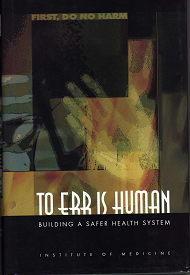 FIRST, DO NO HARM
TO ERR IS HUMAN
BUILDING A SAFER HEALTH SYSTEM
INSTITUTE OF MEDICINE